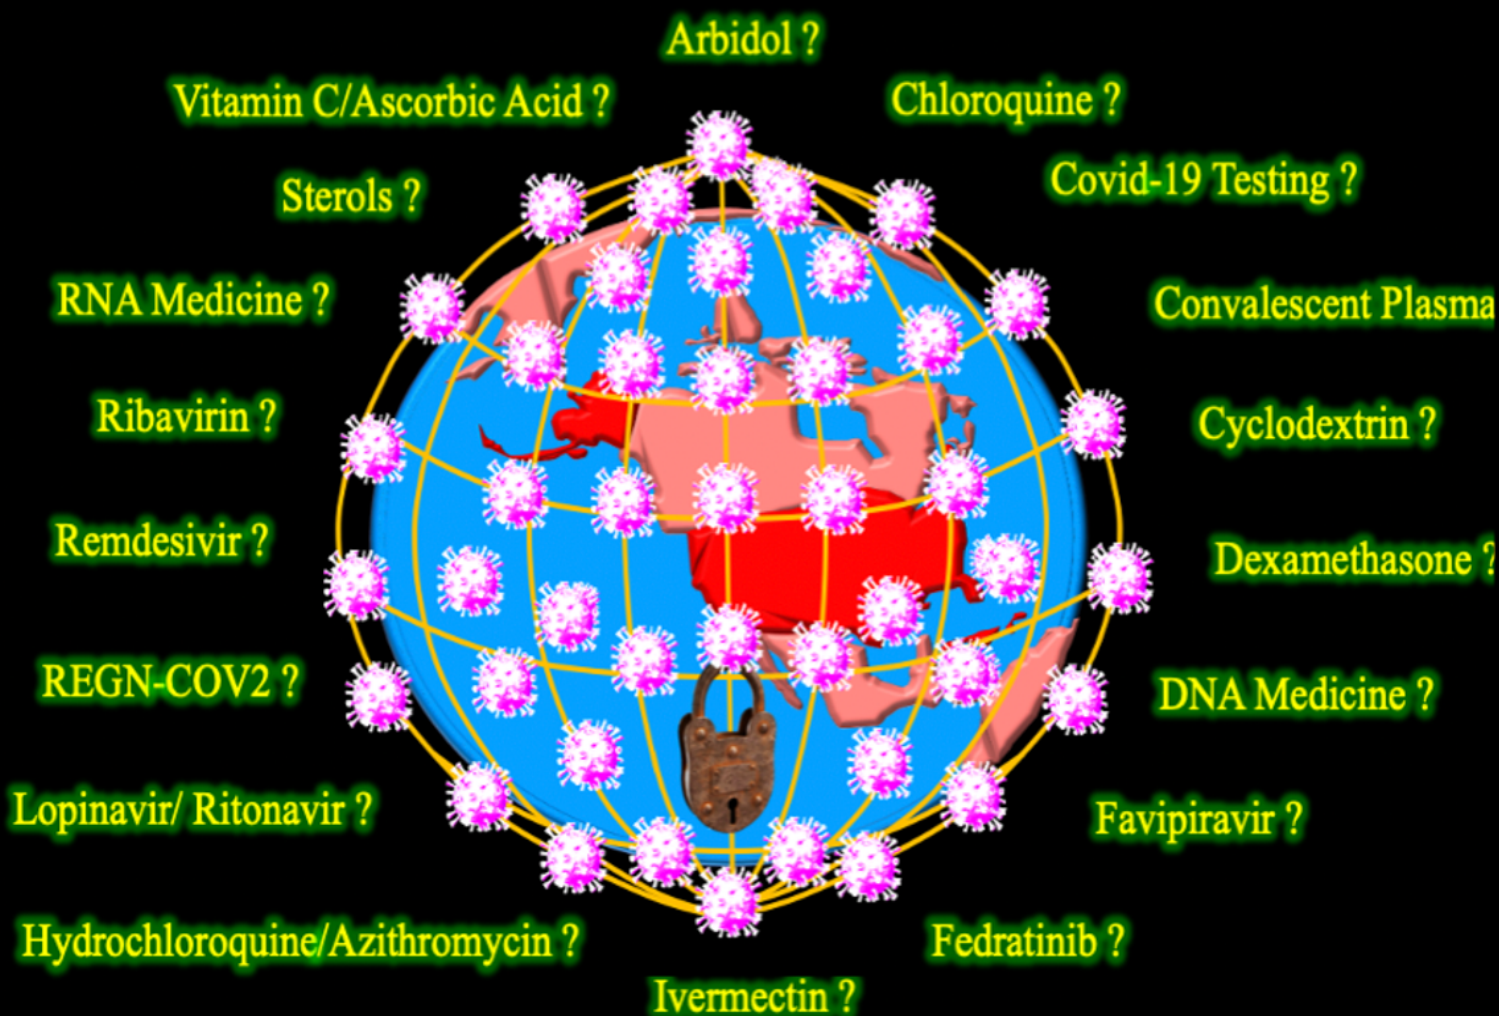 Arbidol ?
Vitamin C/Ascorbic Acid ?
Chloroquine ?
Sterols ?
Covid-19 Testing ?
RNA Medicine ?
Convalescent Plasma
Ribavirin ?
Cyclodextrin ?
Remdesivir ?
Dexamethasone ?
REGN-COV2 ?
DNA Medicine ?
Lopinavir/ Ritonavir ?
Favipiravir ?
Hydrochloroquine/Azithromycin ?
Fedratinib ?
Ivermectin ?